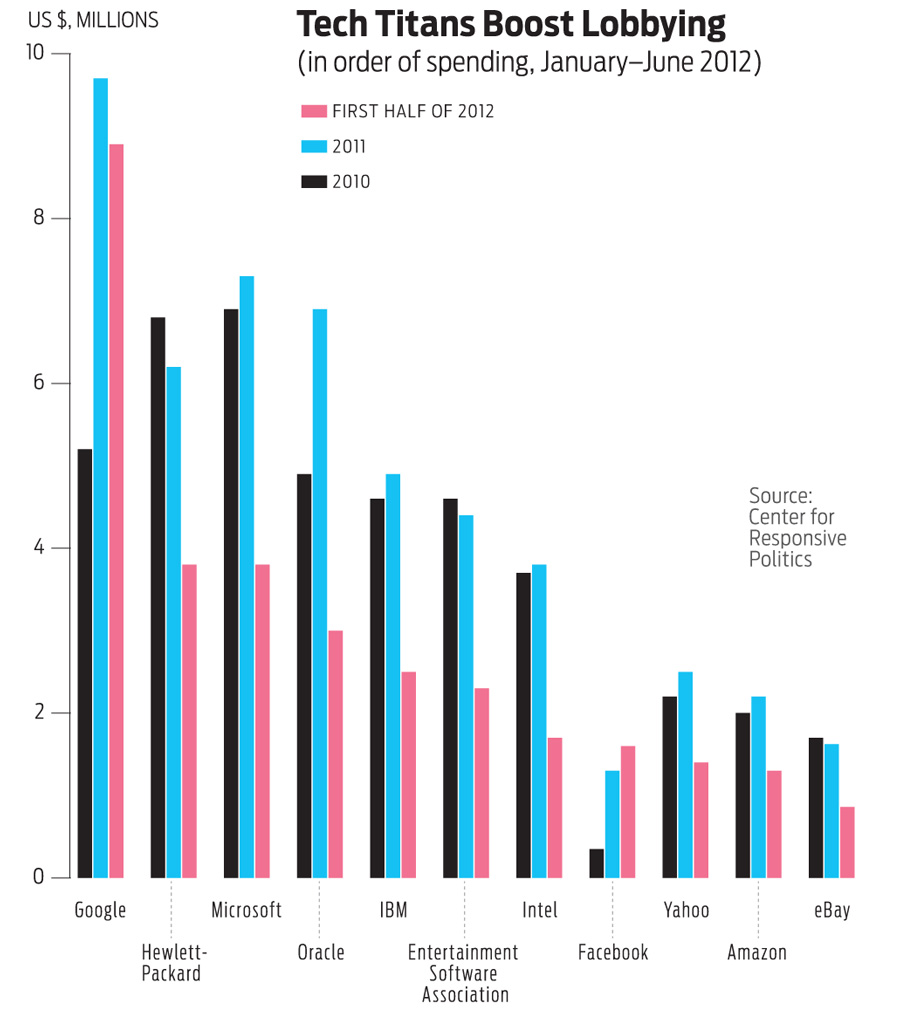 US $, MILLIONS
Tech Titans Boost Lobbying
(in order of spending, January–June 2012)
FIRST HALF OF 2012
2011
2010
10
8
6
4
2
0
Source:
Center for
Responsive
Politics
Google
Hewlett-
Packard
Microsoft
Oracle
IBM
Entertainment
Software
Association
Intel
Facebook
Yahoo
Amazon
eBay